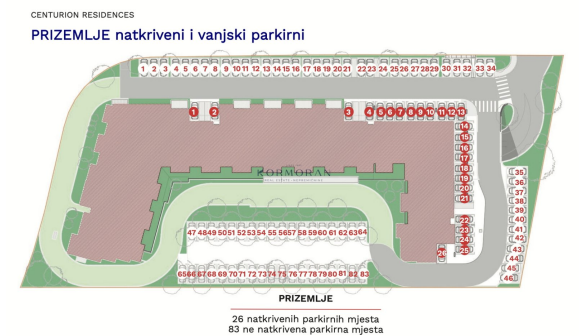 CENTURION RESIDENCES
PRIZEMLJE natkriveni i vanjski parkirni
1 2 3 4 5 6 7 8 9 10 11 12 13 14 15 16 17 18 19 20 21 22 23 24 25 26 27 28 29 30 31 32 33 34
1 2 3 4 5 6 7 8 9 10 11 12 13
14
15
16
17
18
19
20
21
22
23
24
25
26
KORMORAN
35
36
37
38
39
40
41
42
43
44
45
46
47 48 49 50 51 52 53 54 55 56 57 58 59 60 61 62 63 64
65 66 67 68 69 70 71 72 73 74 75 76 77 78 79 80 81 82 83
PRIZEMLJE
26 natkrivenih parkirnih mjesta
83 ne natkrivena parkirna mjesta